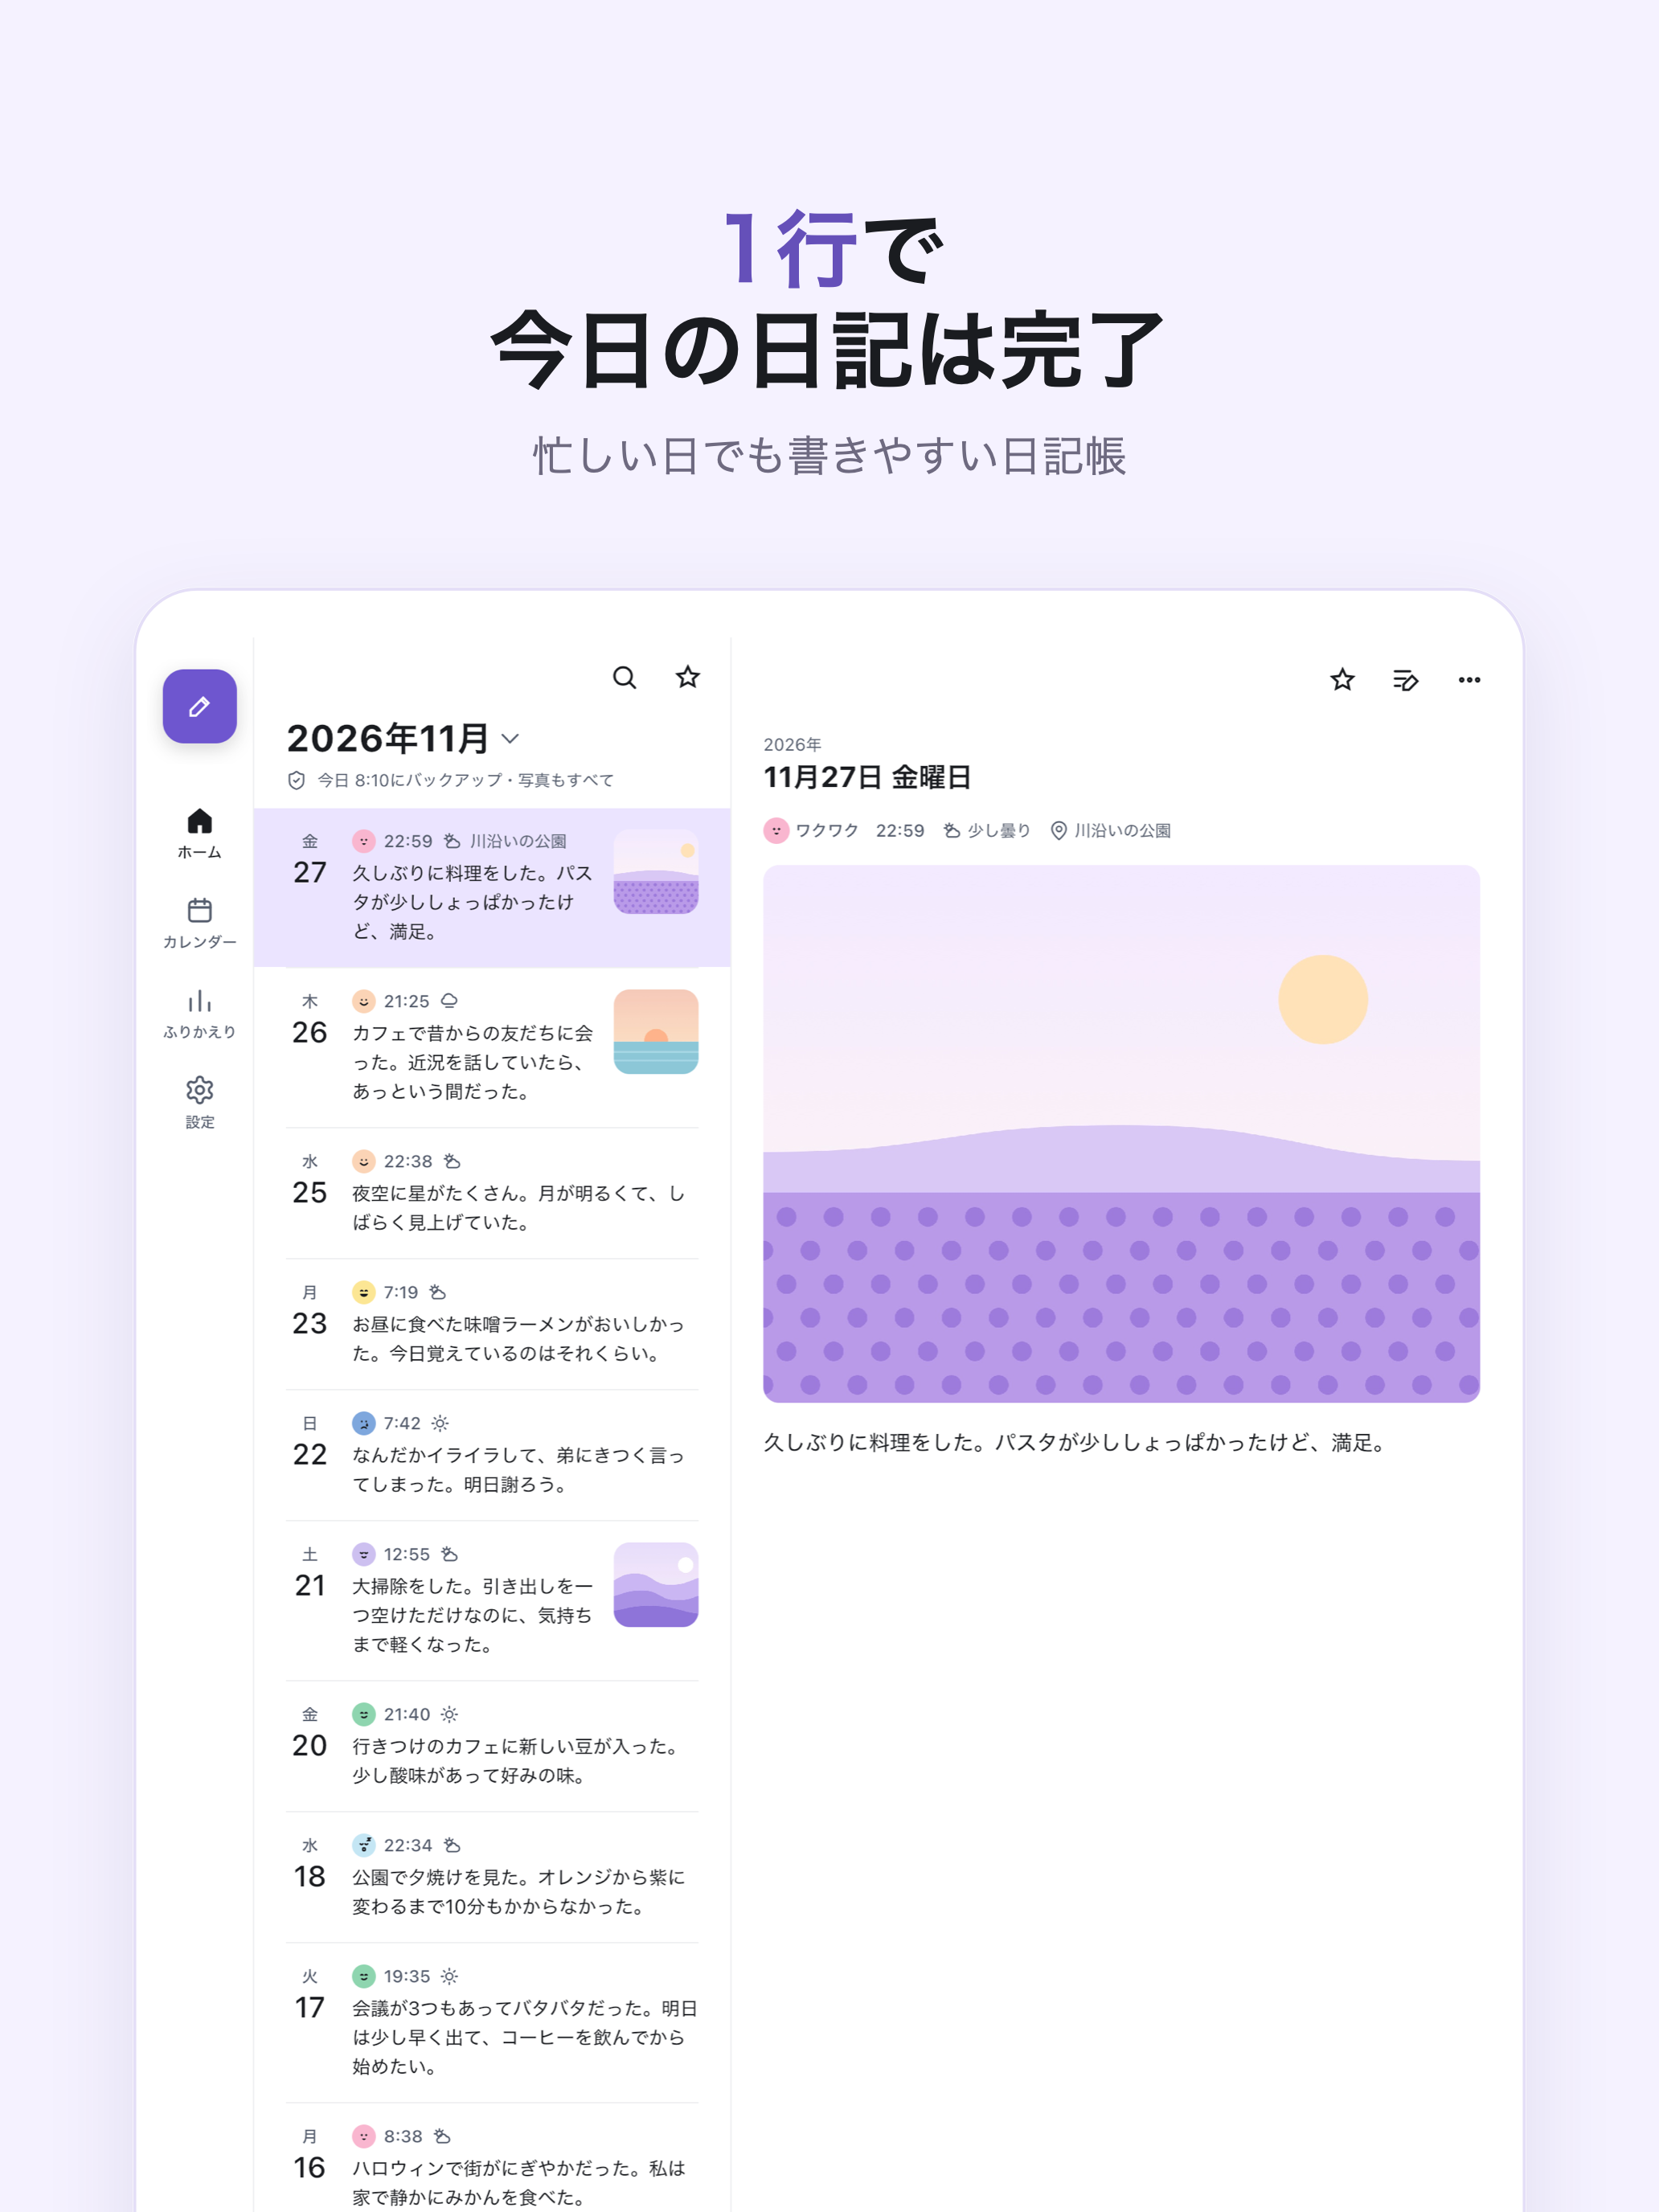 1行で
今日の日記は完了
忙しい日でも書きやすい日記帳
ホーム
カレンダー
ふりかえり
設定
2026年11月
今日 8:10にバックアップ・写真もすべて
金
27
22:59 川沿いの公園
久しぶりに料理をした。パス
タが少ししょっぱかったけ
ど、満足。
木
26
21:25
カフェで昔からの友だちに会
った。近況を話していたら、
あっという間だった。
水
25
22:38
夜空に星がたくさん。月が明るくて、し
ばらく見上げていた。
月
23
7:19
お昼に食べた味噌ラーメンがおいしかっ
た。今日覚えているのはそれくらい。
日
22
7:42
なんだかイライラして、弟にきつく言っ
てしまった。明日謝ろう。
土
21
12:55
大掃除をした。引き出しを一
つ空けただけなのに、気持ち
まで軽くなった。
金
20
21:40
行きつけのカフェに新しい豆が入った。
少し酸味があって好みの味。
水
18
22:34
公園で夕焼けを見た。オレンジから紫に
変わるまで10分もかからなかった。
火
17
19:35
会議が3つもあってバタバタだった。明日
は少し早く出て、コーヒーを飲んでから
始めたい。
月
16
8:38
ハロウィンで街がにぎやかだった。私は
家で静かにみかんを食べた。
2026年
11月27日 金曜日
ワクワク 22:59 少し曇り 川沿いの公園
久しぶりに料理をした。パスタが少ししょっぱかったけど、満足。